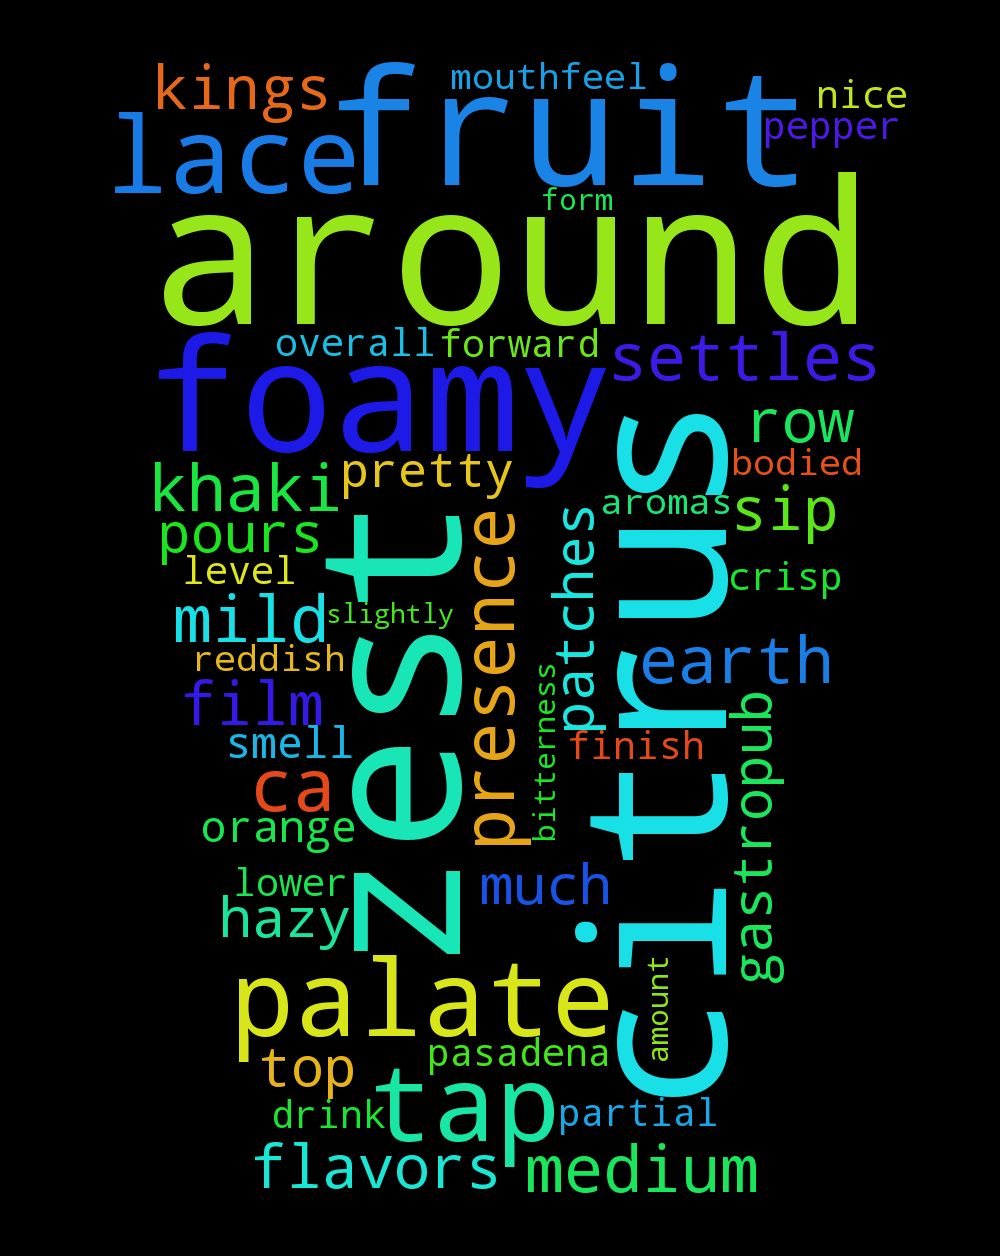 kings
mouthfeel
fruit
nice
pepper
lace
form
around
overall
forward
settles
foamy
row
khaki
pretty
bodied
citrus
aromas
sip
pours
zest
presence
patches
level
crisp
mild
slightly
reddish
earth
film
bitterness
smell
finish
gastropub
ca
orange
lower
much
hazy
palate
amount
top
pasadena
tap
drink
partial
flavors
medium